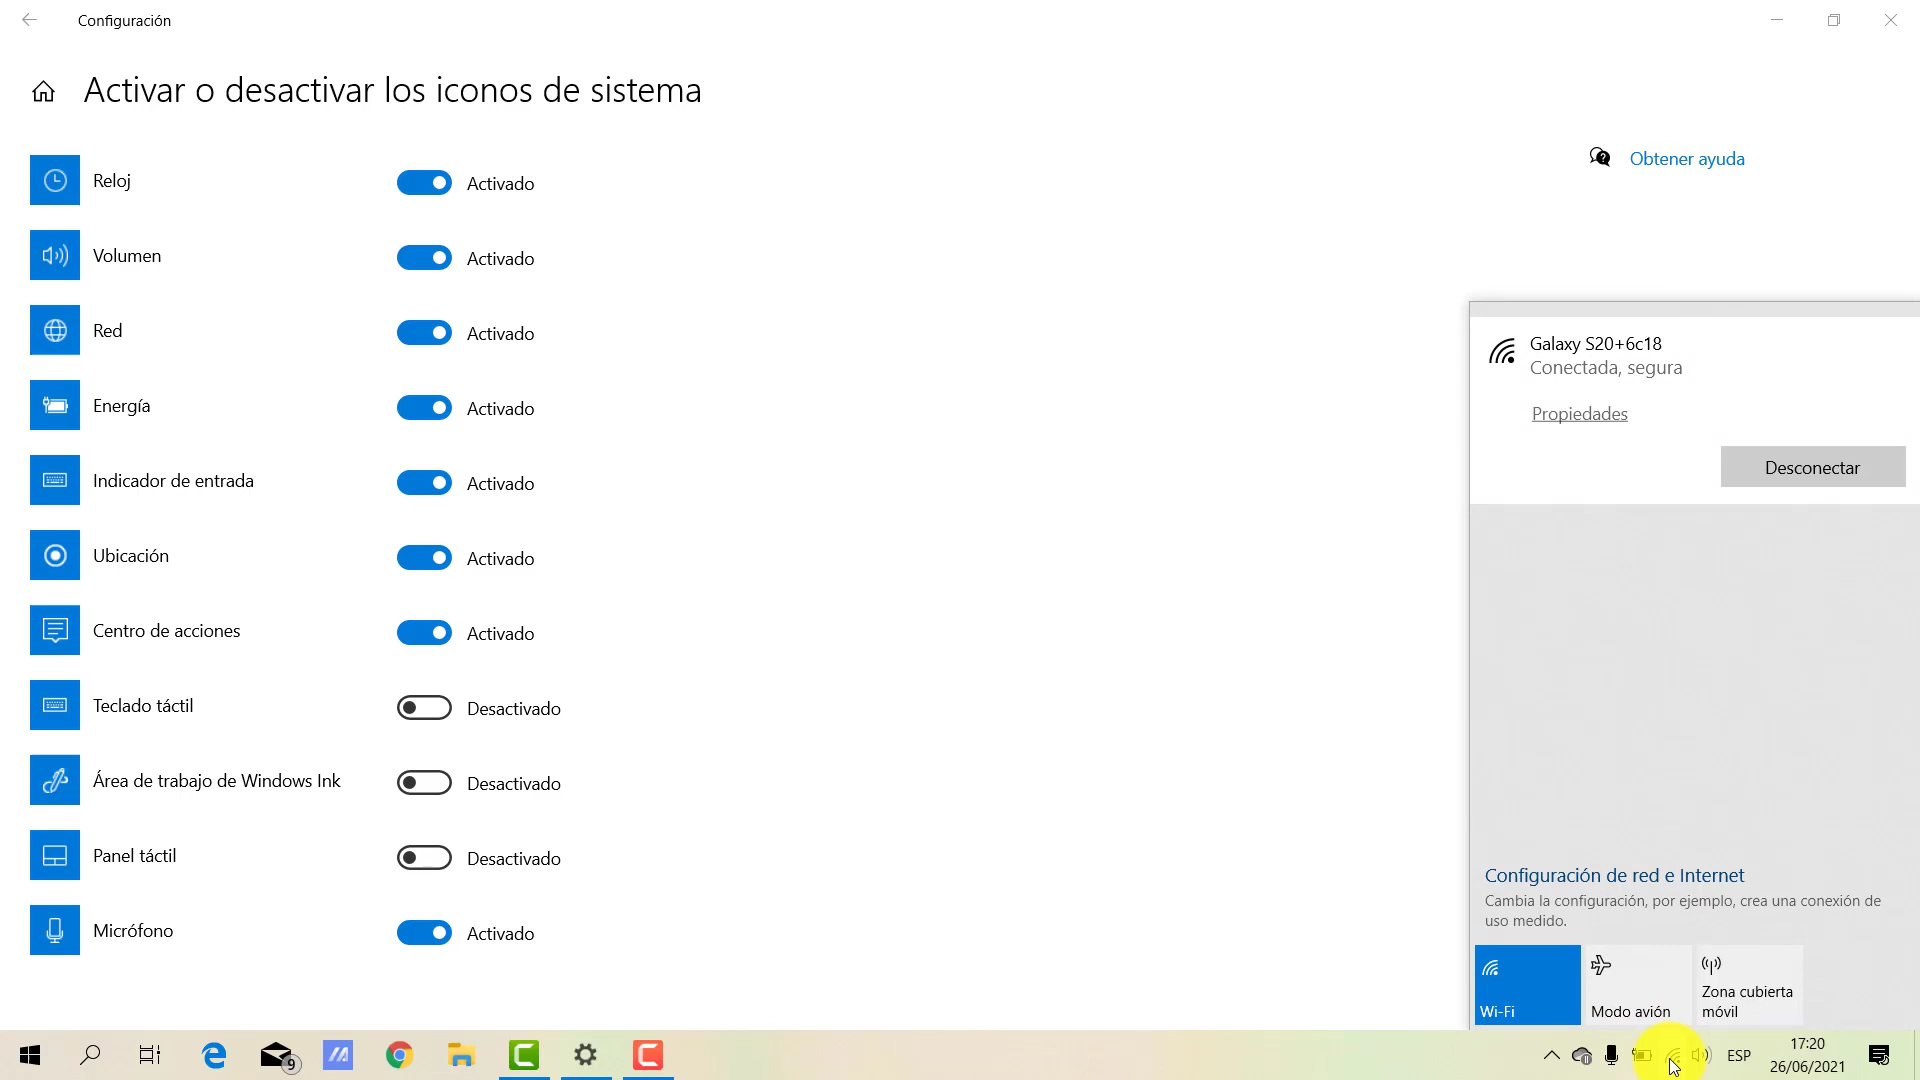 Configuración
Activar o desactivar los iconos de sistema
Reloj Activado
Obtener ayuda
Volumen Activado
Red Activado
Energía Activado
Indicador de entrada Activado
Ubicación Activado
Centro de acciones Activado
Teclado táctil Desactivado
Área de trabajo de Windows Ink Desactivado
Panel táctil Desactivado
Micrófono Activado
Galaxy S20+6c18
Conectada, segura
Propiedades
Desconectar
Configuración de red e Internet
Cambia la configuración, por ejemplo, crea una conexión de
uso medido.
Wi-Fi
Modo avión
Zona cubierta
móvil
9
ESP
17:20
26/06/2021